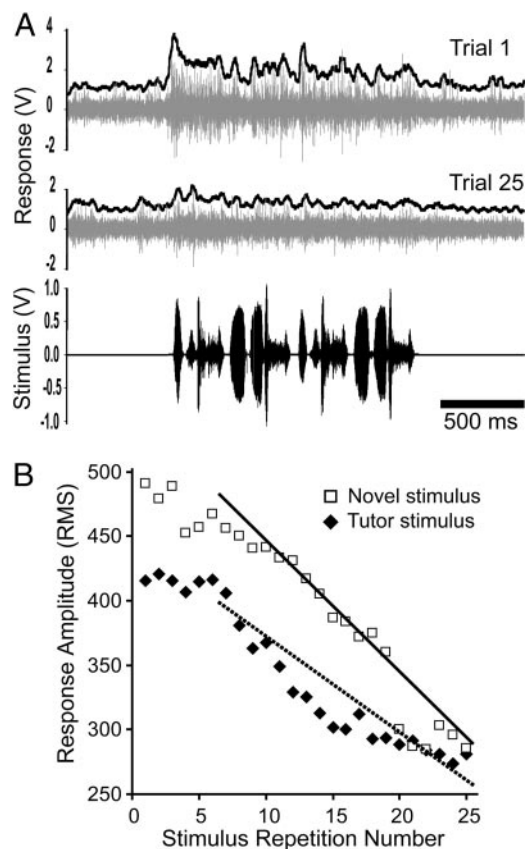 A
4
2
0
-2
Trial 1
Response (V)
2
0
-2
Trial 25
Stimulus (V)
1.0
0.5
0.0
-0.5
-1.0
500 ms
B
Response Amplitude (RMS)
500
450
400
350
300
250
Novel stimulus
Tutor stimulus
0 5 10 15 20 25
Stimulus Repetition Number